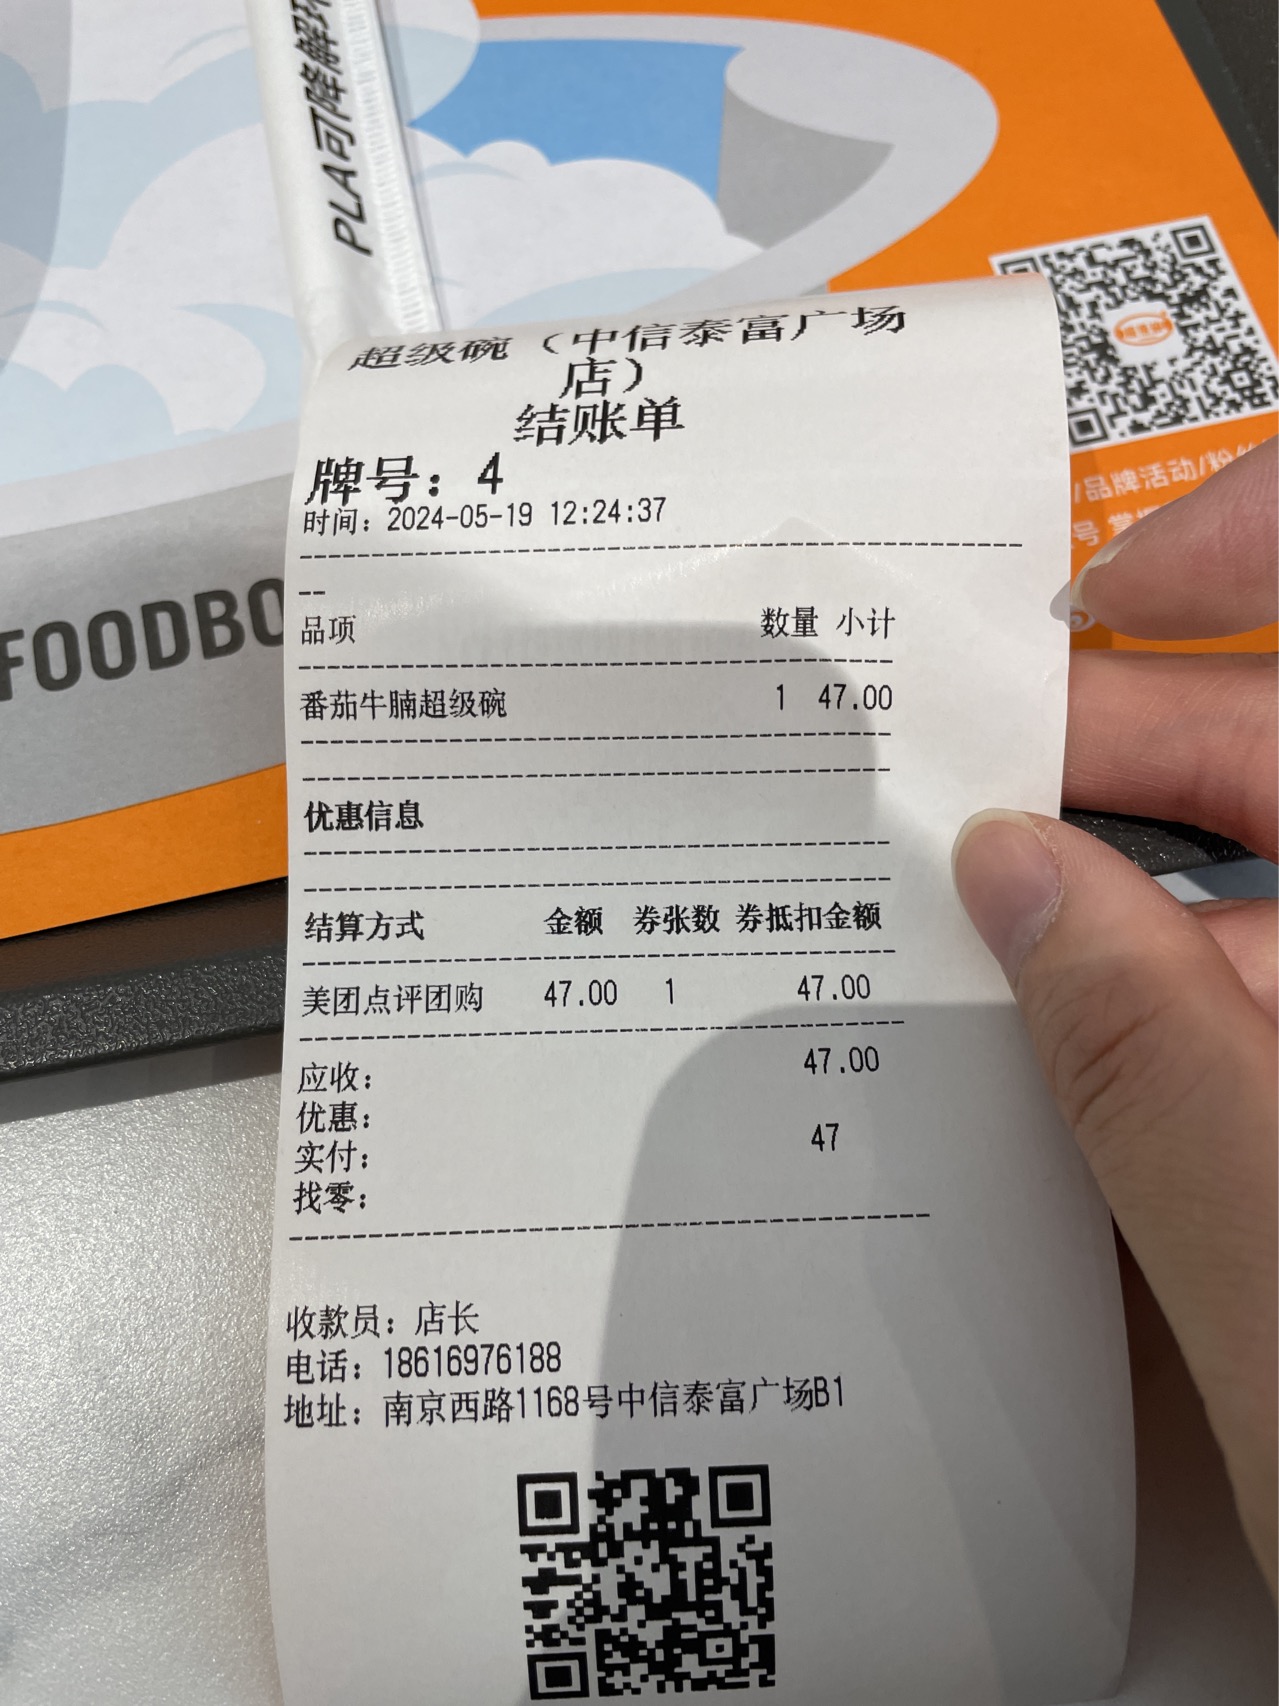 PLA可降解环
超级碗（中信泰富广场
店）
结账单
牌号：4
时间：2024-05-19 12:24:37
品项 数量 小计
番茄牛腩超级碗 1 47.00
优惠信息
结算方式 金额 券张数 券抵扣金额
美团点评团购 47.00 1 47.00
应收： 47.00
优惠：
实付： 47
找零：
收款员：店长
电话：18616976188
地址：南京西路1168号中信泰富广场B1
FOODBO
/品牌活动/粉
号